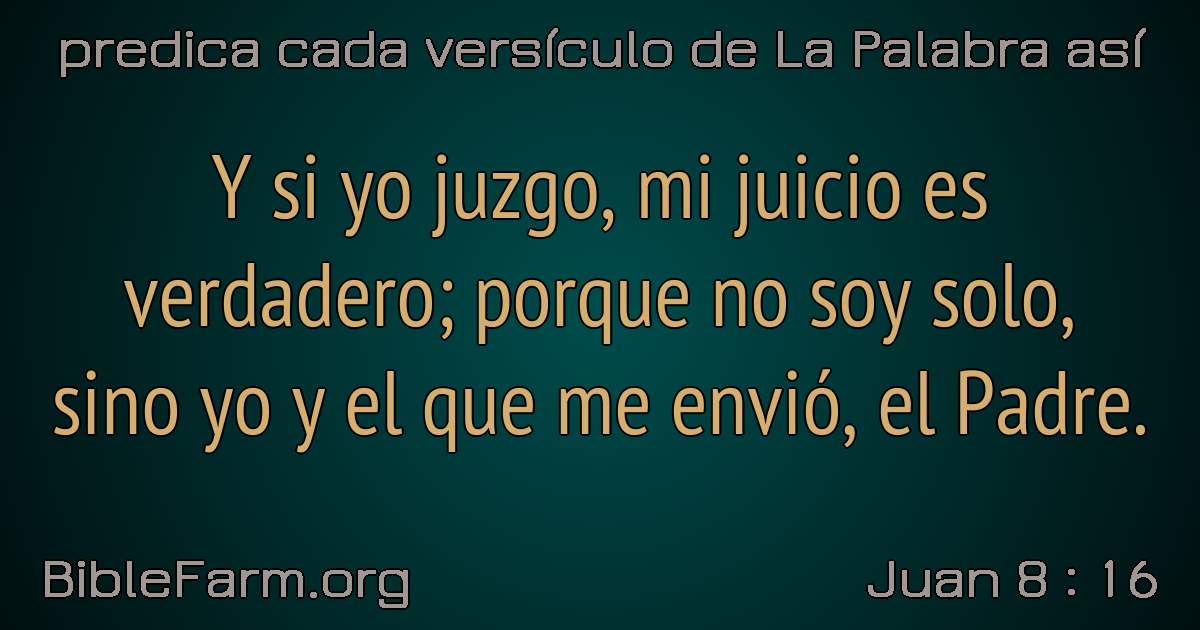 predica cada versículo de La Palabra así
Y si yo juzgo, mi juicio es
verdadero; porque no soy solo,
sino yo y el que me envió, el Padre.
BibleFarm.org
Juan 8 : 16